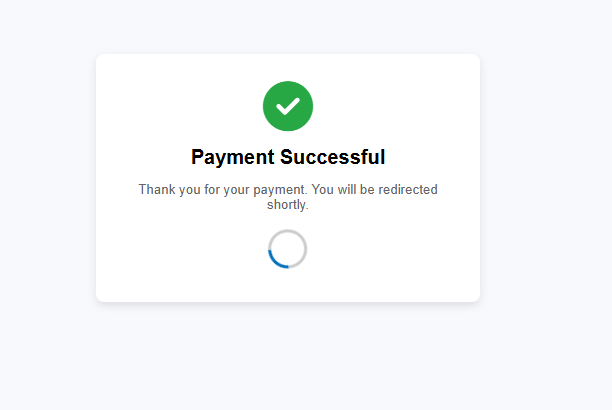 Payment Successful
Thank you for your payment. You will be redirected
shortly.